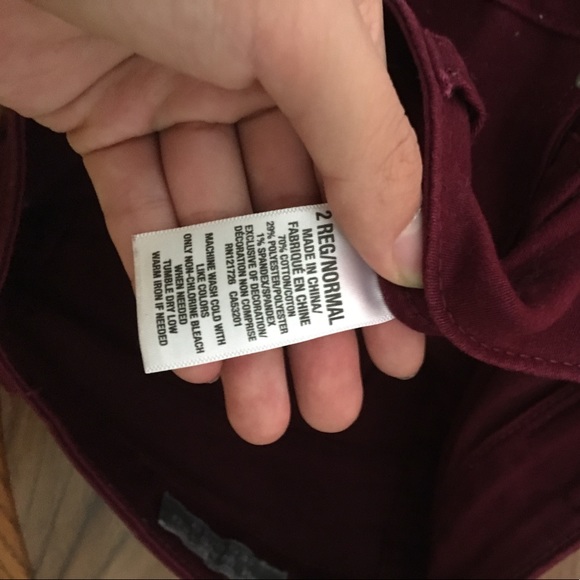 2 REG/NORMAL
MADE IN CHINA/
FABRIQUÉ EN CHINE
70% COTTON/COTON
29% POLYESTER/POLYESTER
1% SPANDEX/SPANDEX
EXCLUSIVE OF DECORATION/
DÉCORATION NON COMPRISE
RN121726 CA53201
MACHINE WASH COLD WITH
LIKE COLORS
ONLY NON-CHLORINE BLEACH
WHEN NEEDED
TUMBLE DRY LOW
WARM IRON IF NEEDED